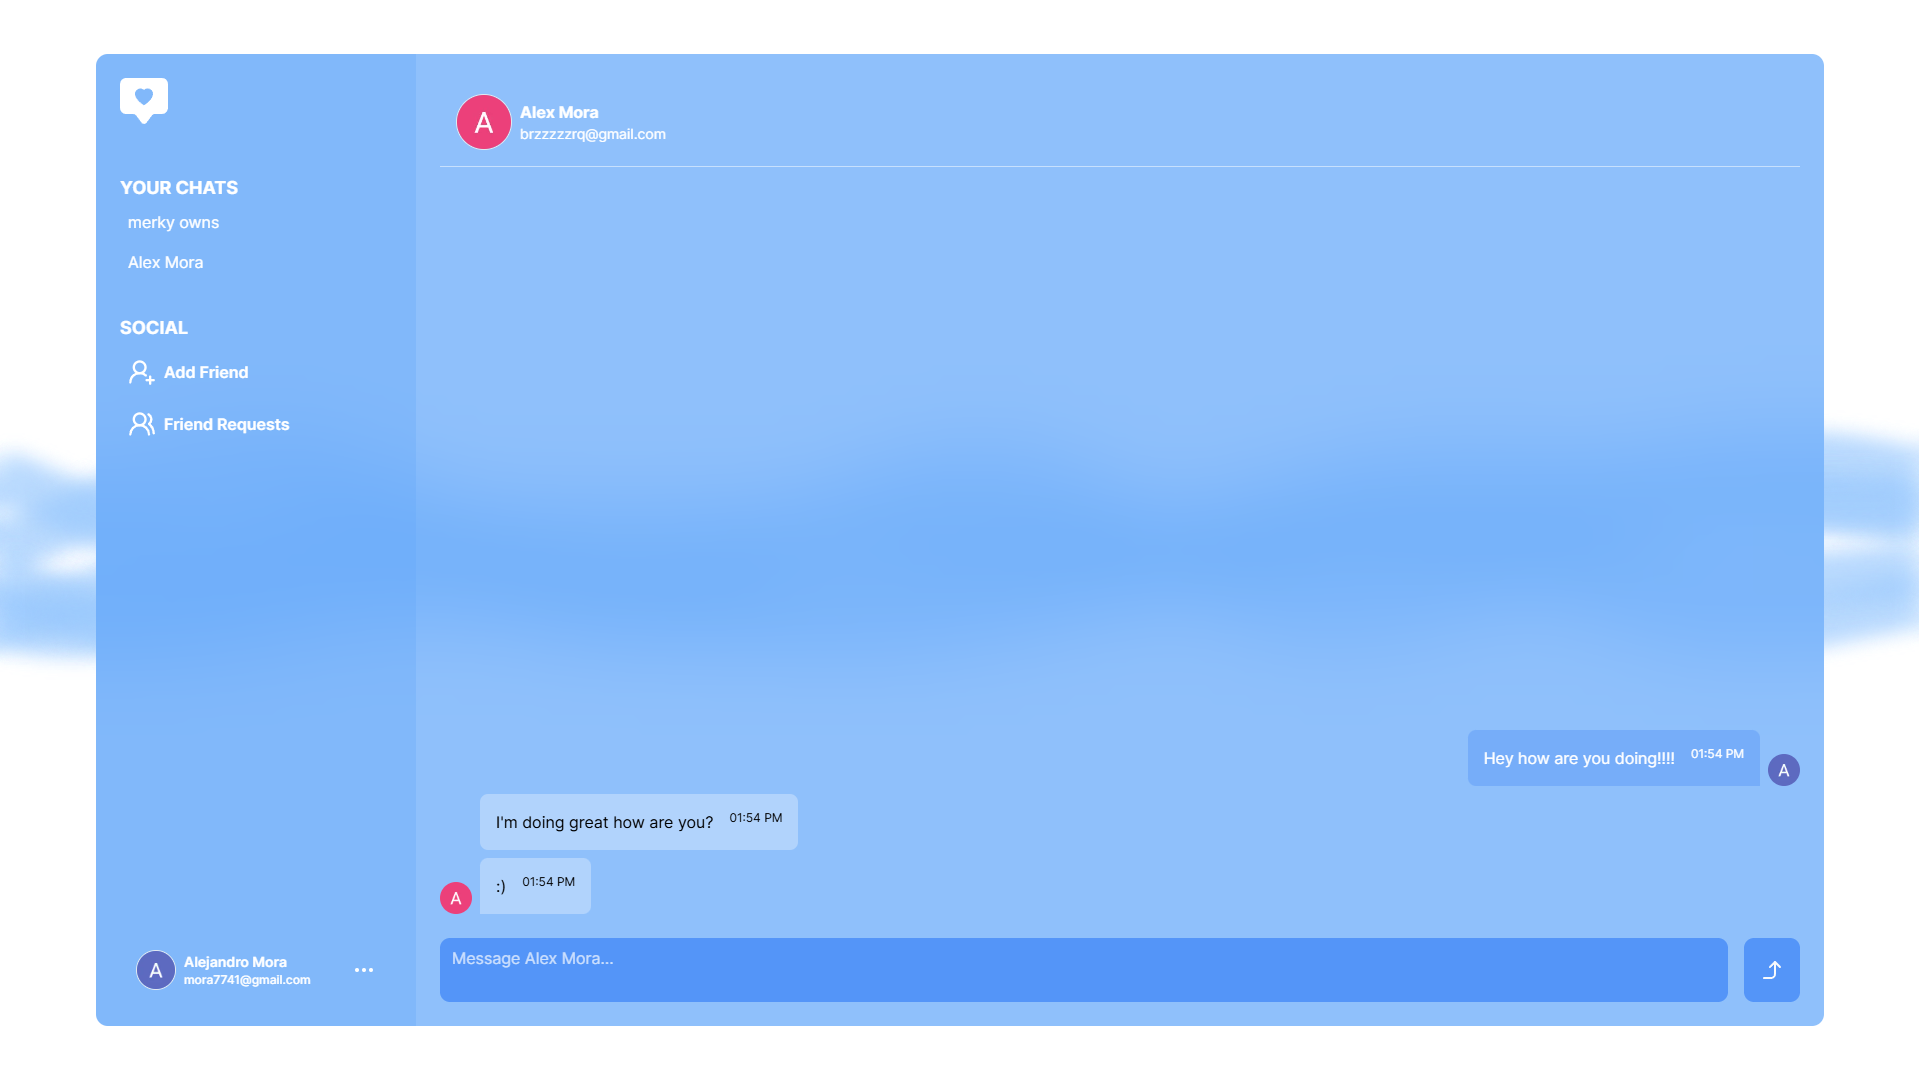 YOUR CHATS
merky owns
Alex Mora
SOCIAL
Add Friend
Friend Requests
A
Alejandro Mora
mora7741@gmail.com
A
Alex Mora
brzzzzzrq@gmail.com
Hey how are you doing!!!! 01:54 PM
A
I'm doing great how are you? 01:54 PM
:) 01:54 PM
A
Message Alex Mora...